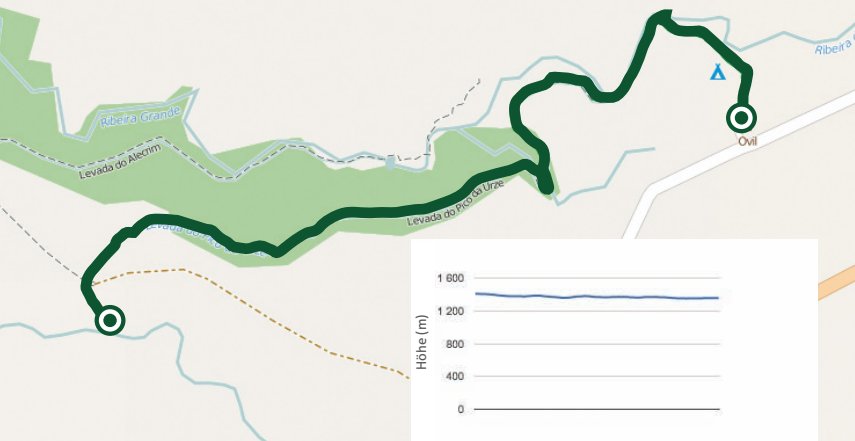 Ribeira
Ribeira Grande
Ovil
Levada do Alecrim
Levada do Pico da Urze
1 600
1 200
800
400
0
Höhe (m)